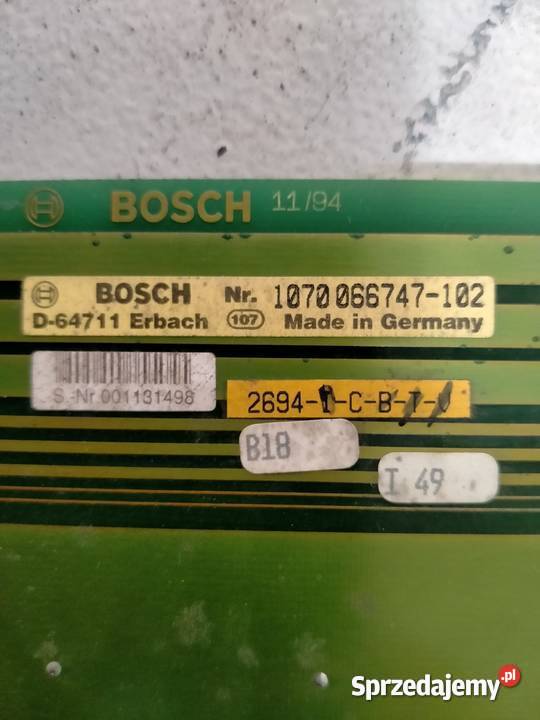 BOSCH 11/94
BOSCH Nr. 1070 066747-102
D-64711 Erbach 107 Made in Germany
S.-Nr 001131498
2694-1-C-B-T-J
B18
I 49
Sprzedajemy.pl